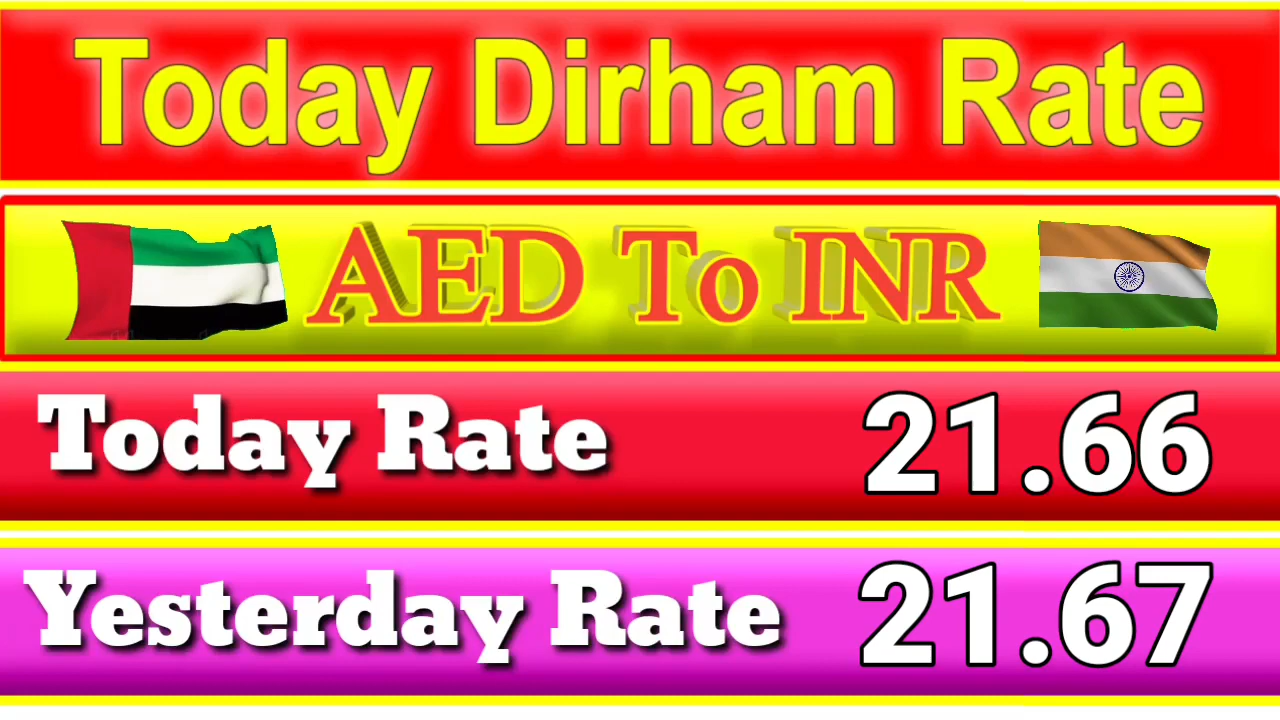 Today Dirham Rate
AED To INR
Today Rate 21.66
Yesterday Rate 21.67